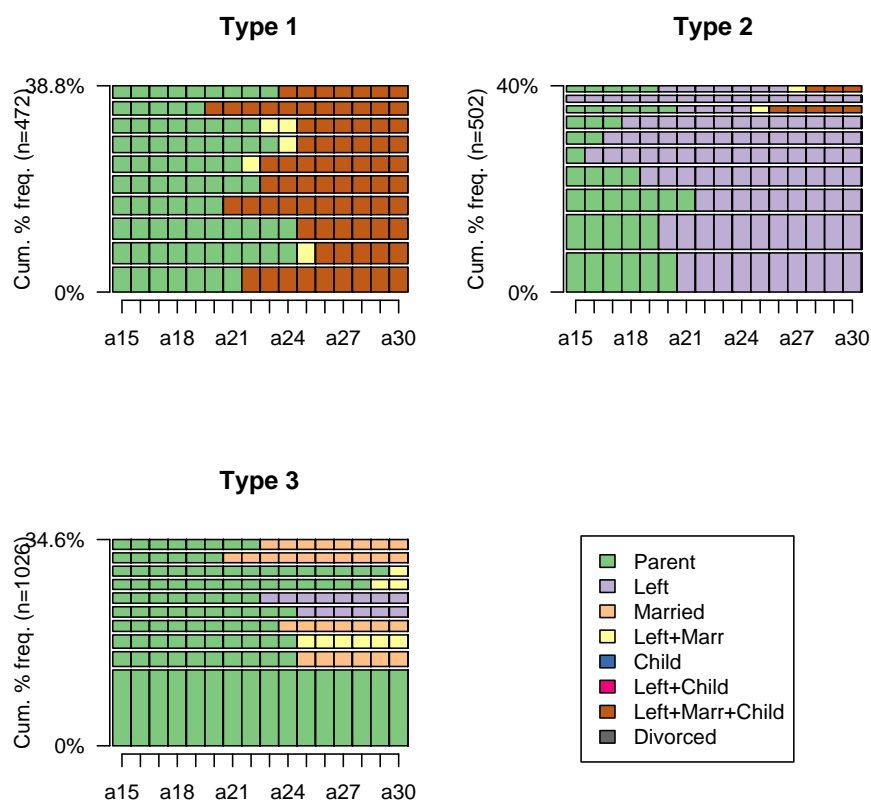 Type 1
Cum. % freq. (n=472)
38.8%
0%
a15 a18 a21 a24 a27 a30
Type 2
Cum. % freq. (n=502)
40%
0%
a15 a18 a21 a24 a27 a30
Type 3
Cum. % freq. (n=1026)
34.6%
0%
a15 a18 a21 a24 a27 a30
Parent
Left
Married
Left+Marr
Child
Left+Child
Left+Marr+Child
Divorced